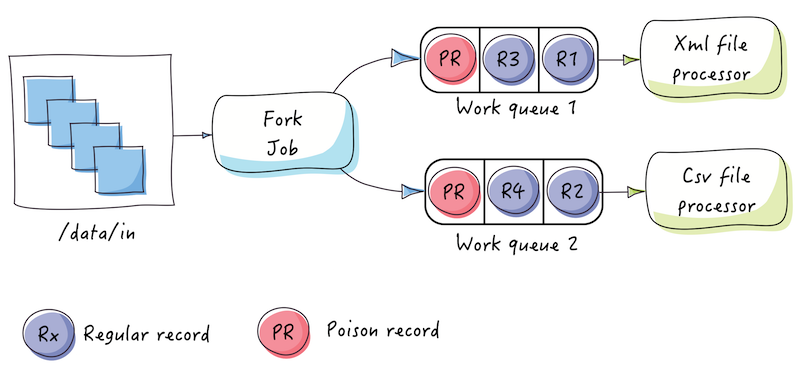 Fork
Job
/data/in
PR R3 R1
Work queue 1
Xml file
processor
PR R4 R2
Work queue 2
Csv file
processor
Rx Regular record
PR Poison record